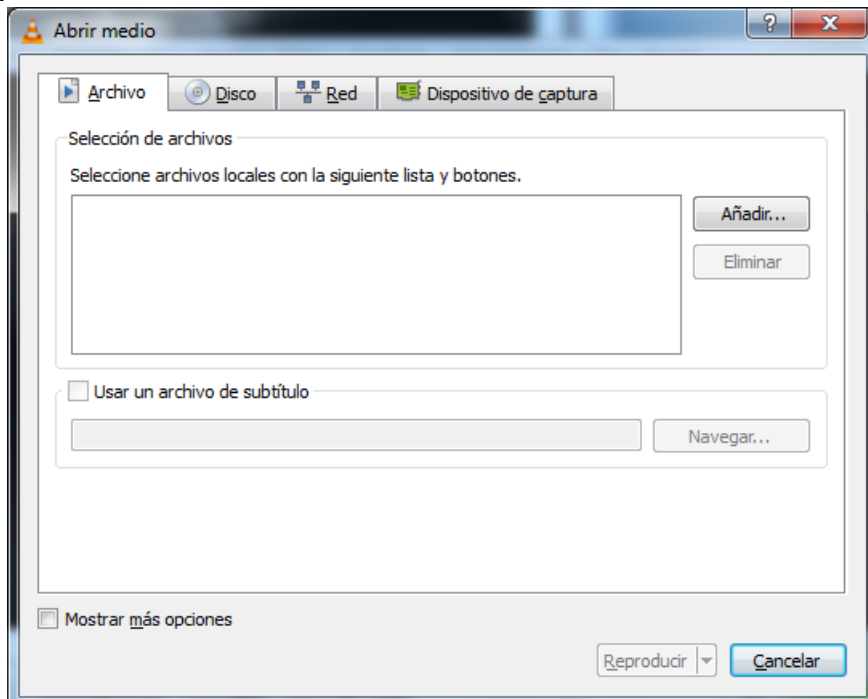 Abrir medio
Archivo Disco Red Dispositivo de captura
Selección de archivos
Seleccione archivos locales con la siguiente lista y botones.
Añadir...
Eliminar
Usar un archivo de subtítulo
Navegar...
Mostrar más opciones
Reproducir Cancelar